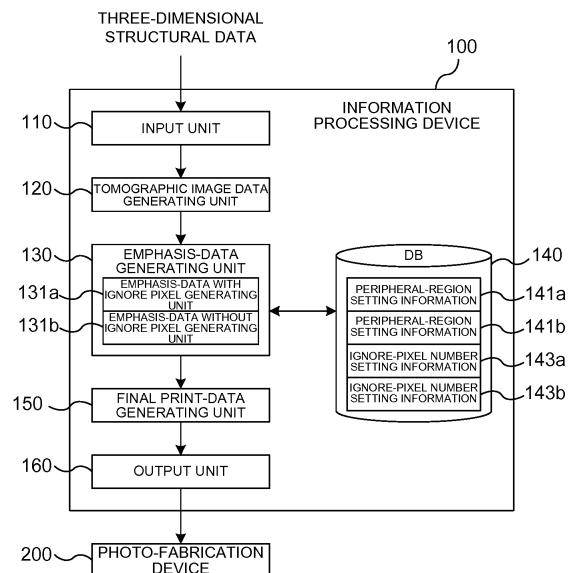 THREE-DIMENSIONAL
STRUCTURAL DATA
100
INFORMATION
PROCESSING DEVICE
110
INPUT UNIT
120
TOMOGRAPHIC IMAGE DATA
GENERATING UNIT
130
EMPHASIS-DATA
GENERATING UNIT
131a
EMPHASIS-DATA WITH
IGNORE PIXEL GENERATING
UNIT
131b
EMPHASIS-DATA WITHOUT
IGNORE PIXEL GENERATING
UNIT
DB
140
PERIPHERAL-REGION
SETTING INFORMATION
141a
PERIPHERAL-REGION
SETTING INFORMATION
141b
IGNORE-PIXEL NUMBER
SETTING INFORMATION
143a
IGNORE-PIXEL NUMBER
SETTING INFORMATION
143b
150
FINAL PRINT-DATA
GENERATING UNIT
160
OUTPUT UNIT
200
PHOTO-FABRICATION
DEVICE